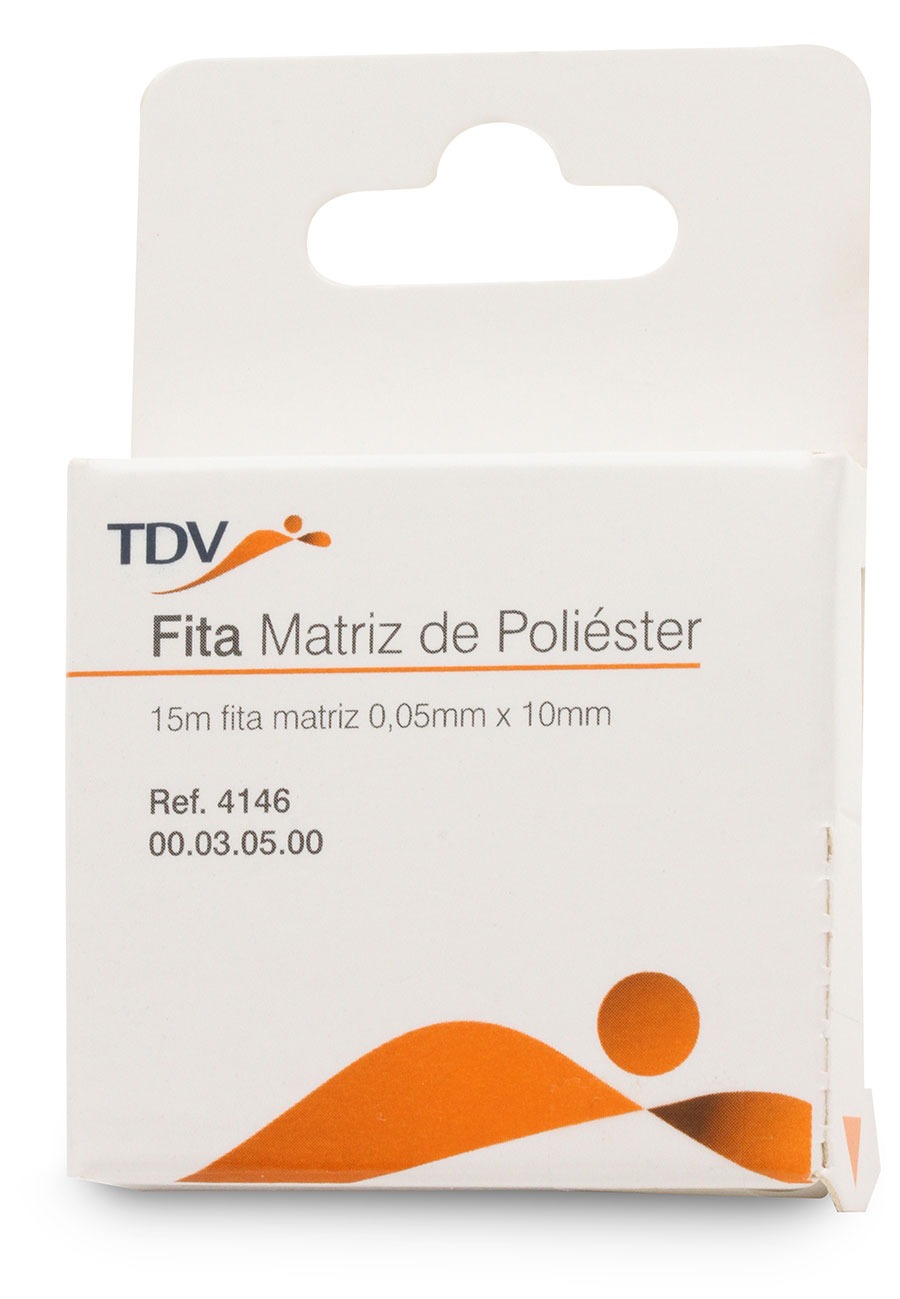 TDV
Fita Matriz de Poliéster
15m fita matriz 0,05mm x 10mm
Ref. 4146
00.03.05.00